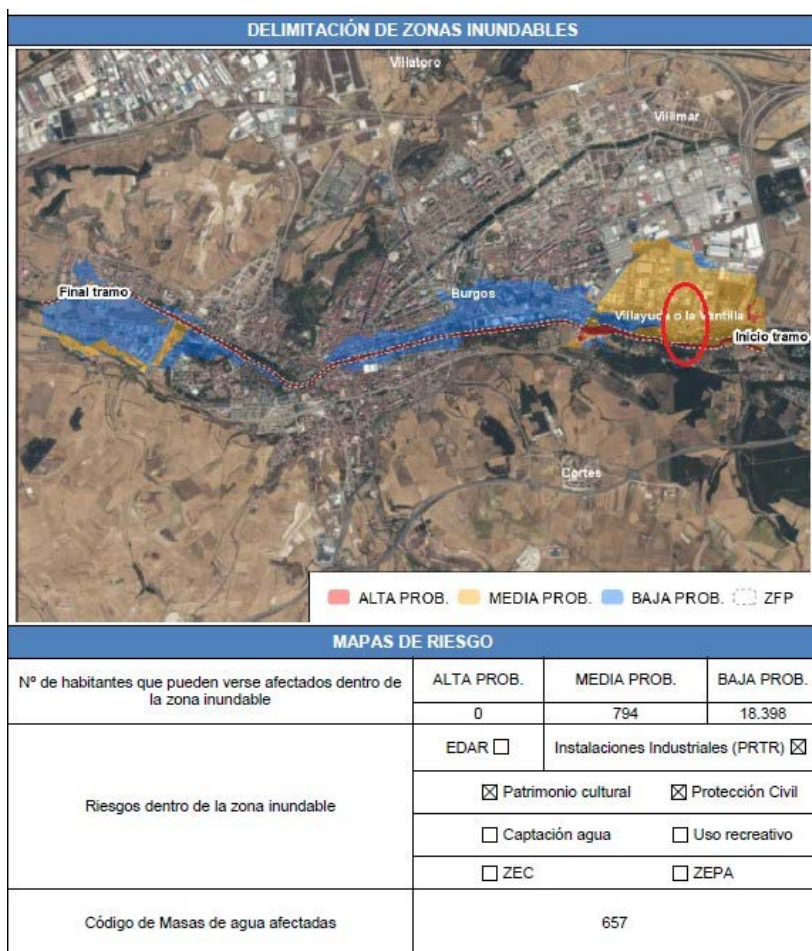 DELIMITACIÓN DE ZONAS INUNDABLES
Villatoro
Villimar
Final tramo
Burgos
Villayuda o la Ventilla
Inicio tramo
Cortes
ALTA PROB. MEDIA PROB. BAJA PROB. ZFP
MAPAS DE RIESGO
Nº de habitantes que pueden verse afectados dentro de
la zona inundable
ALTA PROB. MEDIA PROB. BAJA PROB.
0 794 18.398
Riesgos dentro de la zona inundable
EDAR ☐ Instalaciones Industriales (PRTR) ☒
☒ Patrimonio cultural ☒ Protección Civil
☐ Captación agua ☐ Uso recreativo
☐ ZEC ☐ ZEPA
Código de Masas de agua afectadas 657